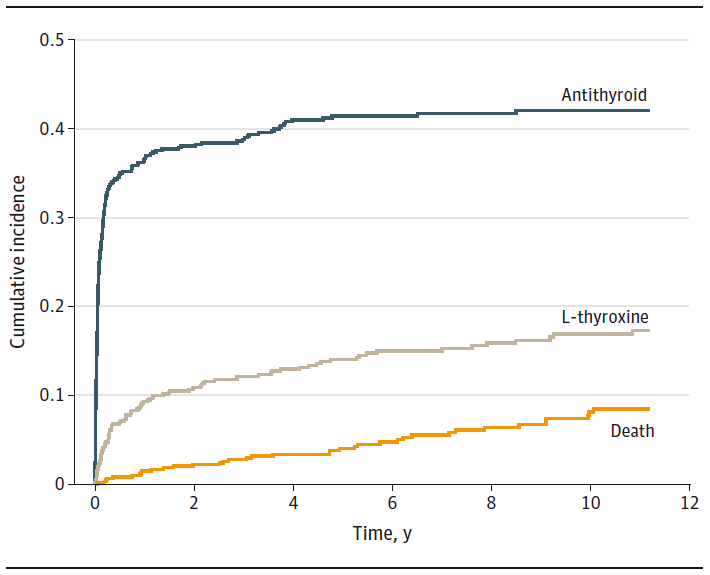 0.5
Antithyroid
0.4
0.3
Cumulative incidence
0.2
L-thyroxine
0.1
Death
0
0 2 4 6 8 10 12
Time, y